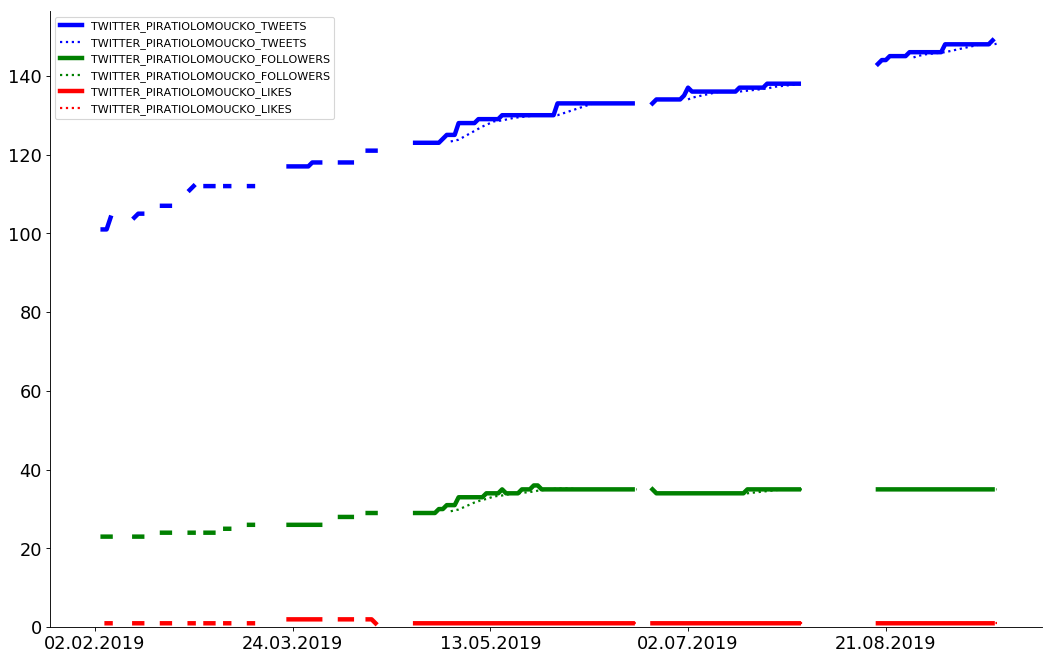 TWITTER_PIRATIOLOMOUCKO_TWEETS
TWITTER_PIRATIOLOMOUCKO_TWEETS
TWITTER_PIRATIOLOMOUCKO_FOLLOWERS
TWITTER_PIRATIOLOMOUCKO_FOLLOWERS
TWITTER_PIRATIOLOMOUCKO_LIKES
TWITTER_PIRATIOLOMOUCKO_LIKES
140
120
100
80
60
40
20
0
02.02.2019 24.03.2019 13.05.2019 02.07.2019 21.08.2019